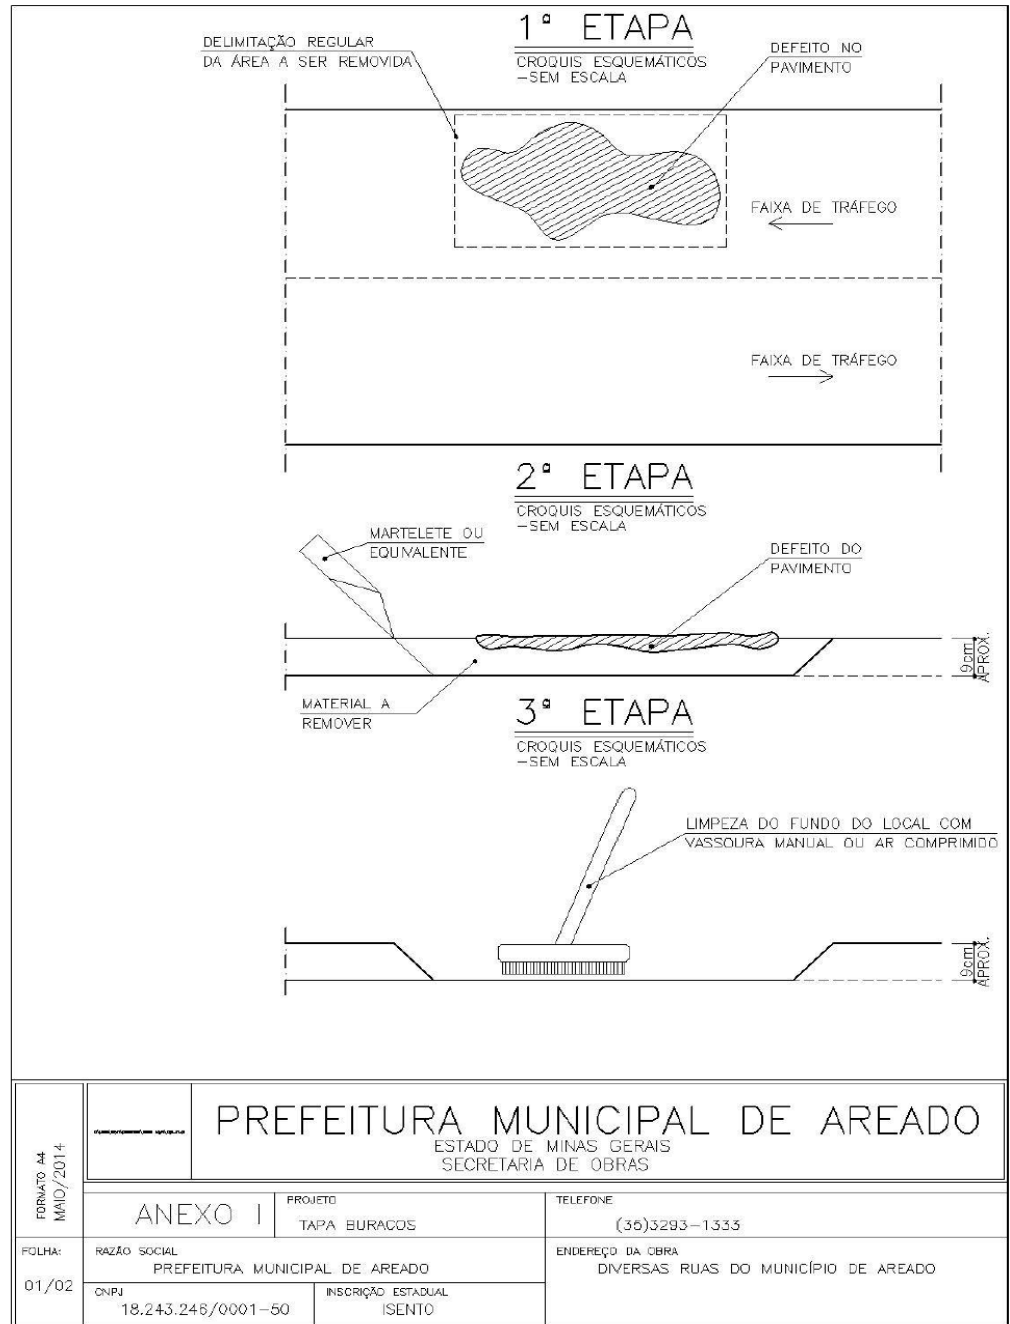 1ª ETAPA
CROQUIS ESQUEMÁTICOS
-SEM ESCALA
DELIMITAÇÃO REGULAR
DA ÁREA A SER REMOVIDA
DEFEITO NO
PAVIMENTO
FAIXA DE TRÁFEGO
FAIXA DE TRÁFEGO
2ª ETAPA
CROQUIS ESQUEMÁTICOS
-SEM ESCALA
MARTELETE OU
EQUIVALENTE
DEFEITO DO
PAVIMENTO
9cm
APROX.
MATERIAL A
REMOVER
3ª ETAPA
CROQUIS ESQUEMÁTICOS
-SEM ESCALA
LIMPEZA DO FUNDO DO LOCAL COM
VASSOURA MANUAL OU AR COMPRIMIDO
9cm
APROX.
FORMATO A4
MAIO/2014
PREFEITURA MUNICIPAL DE AREADO
ESTADO DE MINAS GERAIS
SECRETARIA DE OBRAS
ANEXO I
PROJETO
TAPA BURACOS
TELEFONE
(35)3293-1333
FOLHA:
01/02
RAZÃO SOCIAL
PREFEITURA MUNICIPAL DE AREADO
ENDEREÇO DA OBRA
DIVERSAS RUAS DO MUNICÍPIO DE AREADO
CNPJ
18.243.246/0001-50
INSCRIÇÃO ESTADUAL
ISENTO